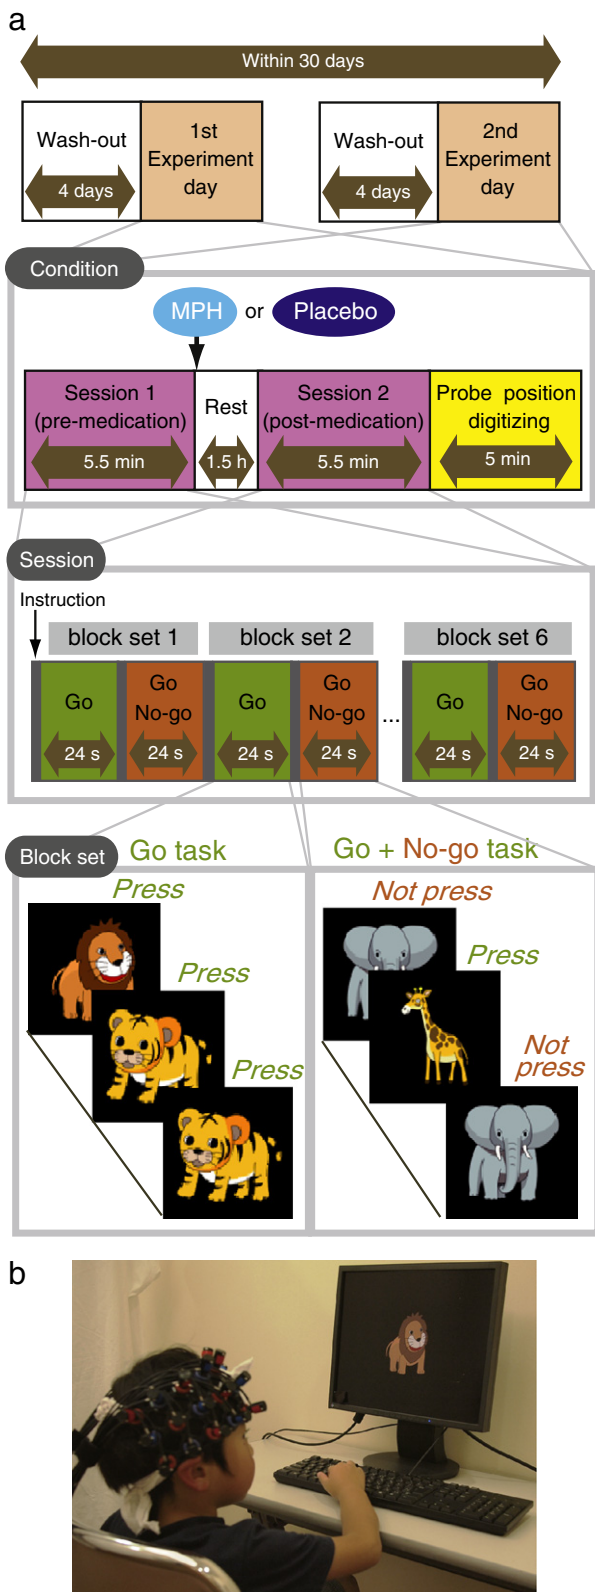 a
Within 30 days
Wash-out
4 days
1st
Experiment
day
Wash-out
4 days
2nd
Experiment
day
Condition
MPH or Placebo
Session 1
(pre-medication)
5.5 min
Rest
1.5 h
Session 2
(post-medication)
5.5 min
Probe position
digitizing
5 min
Session
Instruction
block set 1
block set 2
block set 6
Go
24 s
Go
No-go
24 s
Go
24 s
Go
No-go
24 s
...
Go
24 s
Go
No-go
24 s
Block set
Go task
Press
Press
Press
Go + No-go task
Not press
Press
Not
press
b